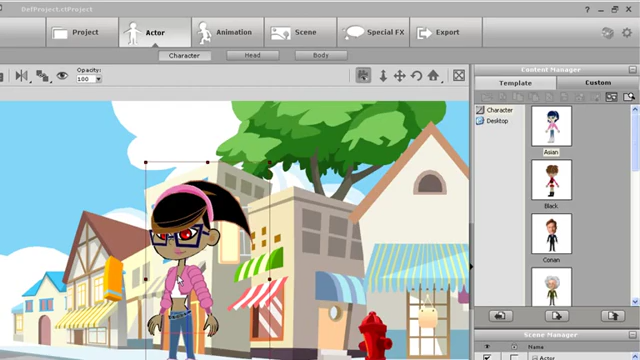 DefProject.ctProject
Project
Actor
Animation
Scene
Special FX
Export
Character
Head
Body
Opacity:
100
Content Manager
Template
Custom
Character
Desktop
Asian
Black
Conan
Scene Manager
Name
Actor